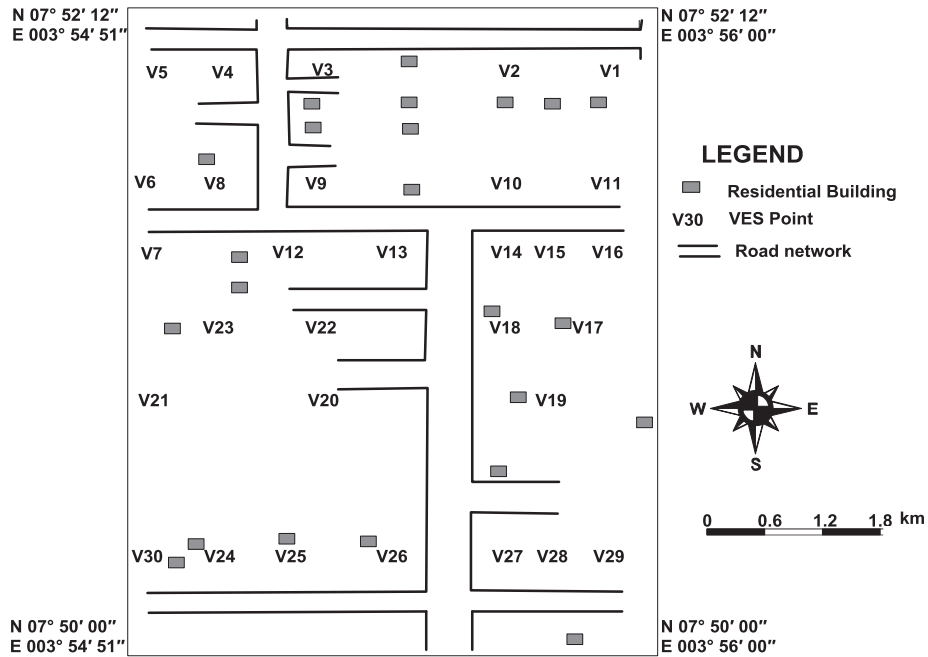 N 07° 52′ 12″
E 003° 54′ 51″
N 07° 52′ 12″
E 003° 56′ 00″
V5 V4 V3 V2 V1
V6 V8 V9 V10 V11
V7 V12 V13 V14 V15 V16
V23 V22 V18 V17
V21 V20 V19
V30 V24 V25 V26 V27 V28 V29
LEGEND
Residential Building
V30 VES Point
Road network
N
W E
S
0 0.6 1.2 1.8 km
N 07° 50′ 00″
E 003° 54′ 51″
N 07° 50′ 00″
E 003° 56′ 00″